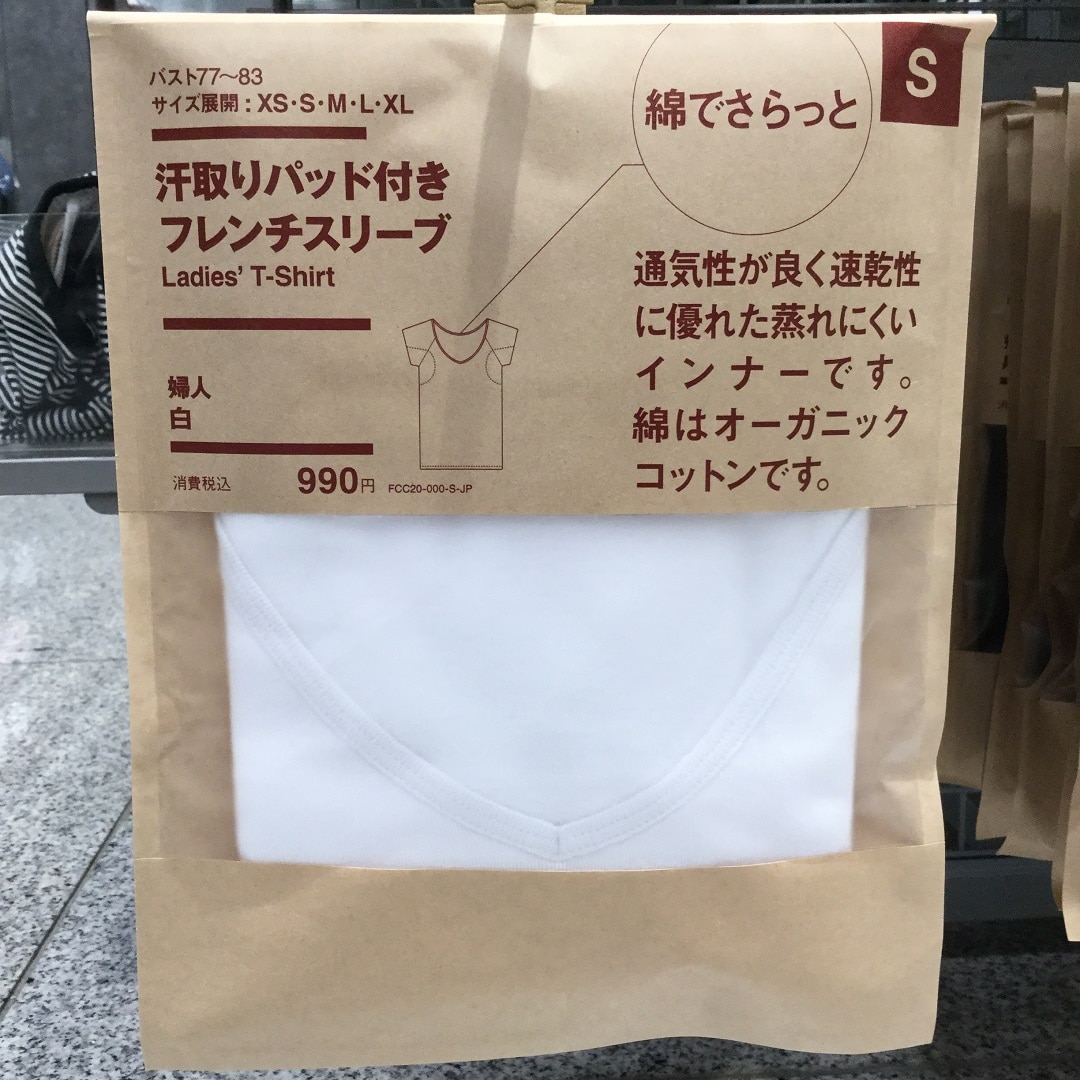 バスト77〜83
サイズ展開：XS・S・M・L・XL
汗取りパッド付き
フレンチスリーブ
Ladies' T-Shirt
婦人
白
消費税込 990円 FCC20-000-S-JP
S
綿でさらっと
通気性が良く速乾性
に優れた蒸れにくい
インナーです。
綿はオーガニック
コットンです。